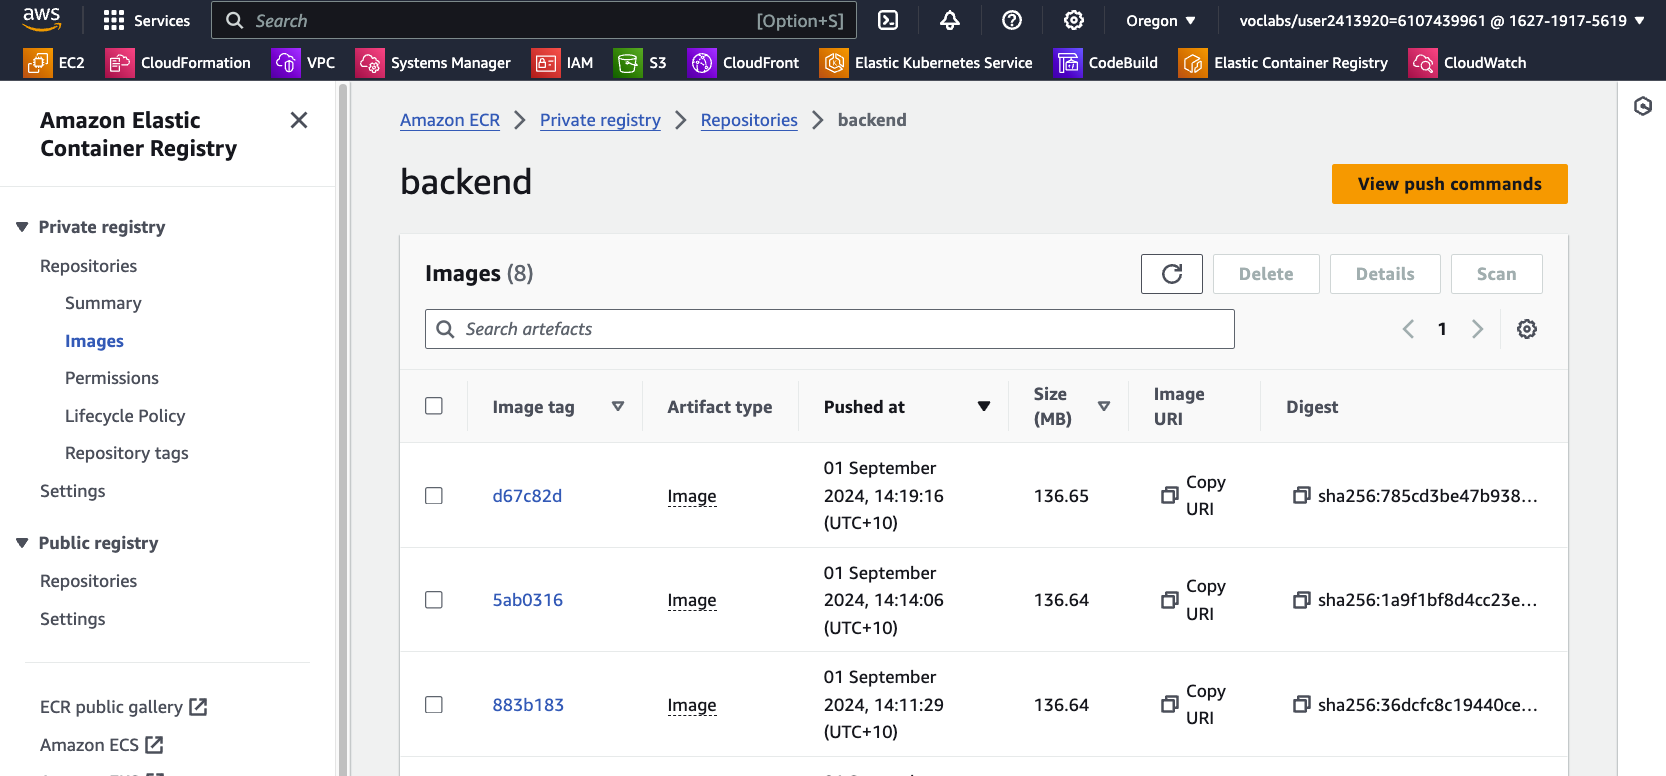 aws
Services
Search
[Option+S]
Oregon
voclabs/user2413920=6107439961 @ 1627-1917-5619
EC2
CloudFormation
VPC
Systems Manager
IAM
S3
CloudFront
Elastic Kubernetes Service
CodeBuild
Elastic Container Registry
CloudWatch
Amazon Elastic
Container Registry
Private registry
Repositories
Summary
Images
Permissions
Lifecycle Policy
Repository tags
Settings
Public registry
Repositories
Settings
ECR public gallery
Amazon ECS
Amazon ECR
Private registry
Repositories
backend
backend
View push commands
Images (8)
Delete
Details
Scan
Search artefacts
1
Image tag
Artifact type
Pushed at
Size
(MB)
Image
URI
Digest
d67c82d
Image
01 September
2024, 14:19:16
(UTC+10)
136.65
Copy
URI
sha256:785cd3be47b938...
5ab0316
Image
01 September
2024, 14:14:06
(UTC+10)
136.64
Copy
URI
sha256:1a9f1bf8d4cc23e...
883b183
Image
01 September
2024, 14:11:29
(UTC+10)
136.64
Copy
URI
sha256:36dcfc8c19440ce...